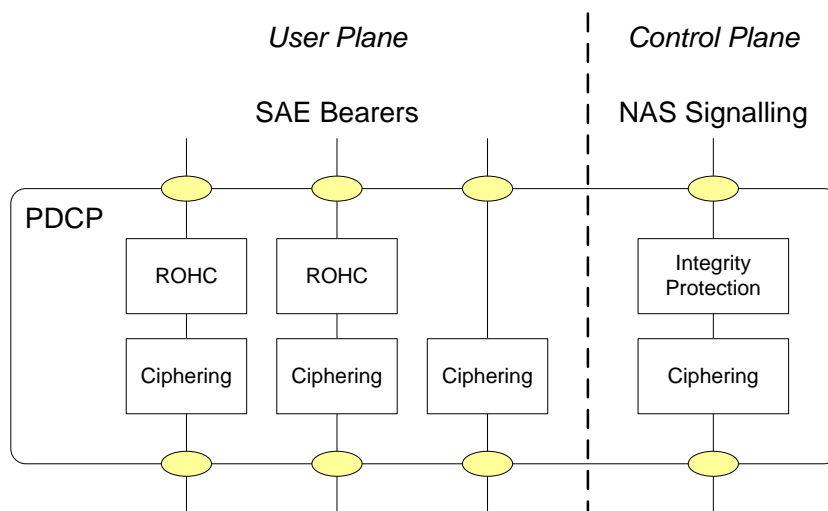 User Plane
Control Plane
SAE Bearers
NAS Signalling
PDCP
ROHC
ROHC
Integrity
Protection
Ciphering
Ciphering
Ciphering
Ciphering